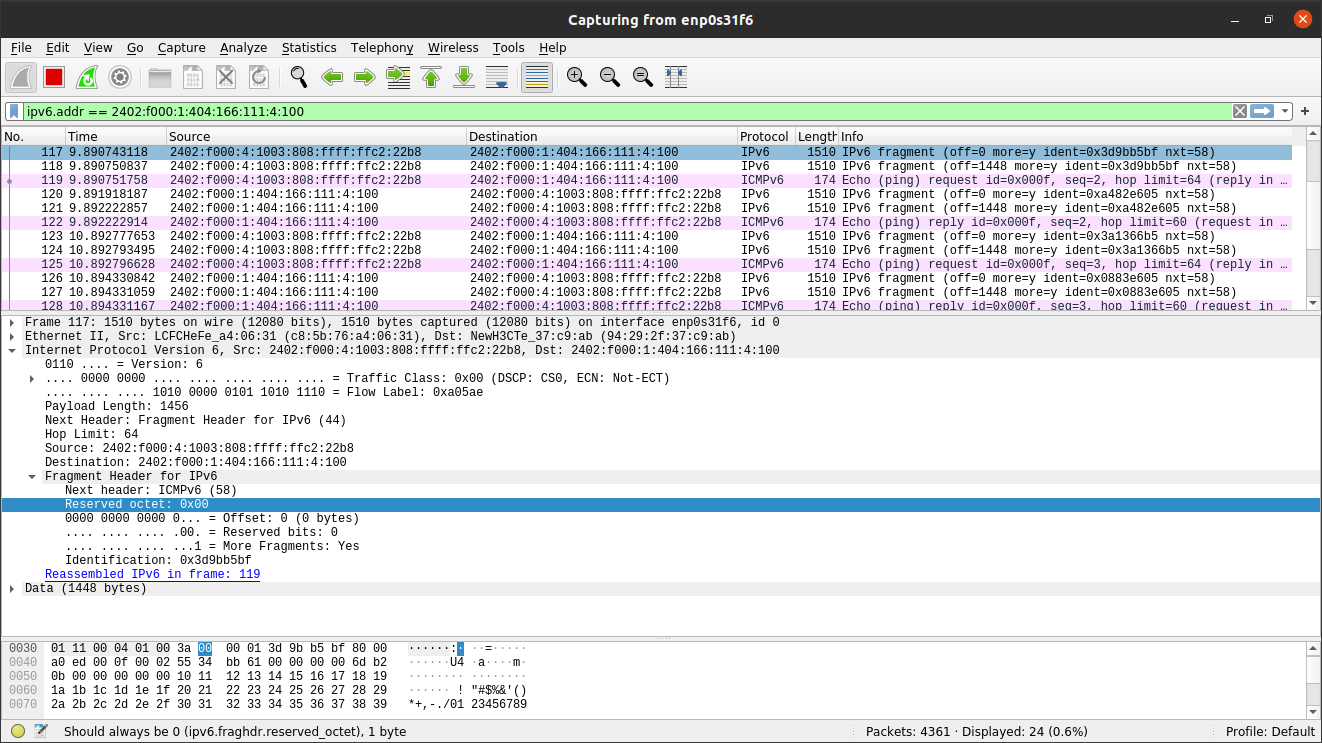 Capturing from enp0s31f6
File Edit View Go Capture Analyze Statistics Telephony Wireless Tools Help
ipv6.addr == 2402:f000:1:404:166:111:4:100
No. Time Source Destination Protocol Length Info
117 9.890743118 2402:f000:4:1003:808:ffff:ffc2:22b8 2402:f000:1:404:166:111:4:100 IPv6 1510 IPv6 fragment (off=0 more=y ident=0x3d9bb5bf nxt=58)
118 9.890750837 2402:f000:4:1003:808:ffff:ffc2:22b8 2402:f000:1:404:166:111:4:100 IPv6 1510 IPv6 fragment (off=1448 more=y ident=0x3d9bb5bf nxt=58)
119 9.890751758 2402:f000:4:1003:808:ffff:ffc2:22b8 2402:f000:1:404:166:111:4:100 ICMPv6 174 Echo (ping) request id=0x000f, seq=2, hop limit=64 (reply in …
120 9.891918187 2402:f000:1:404:166:111:4:100 2402:f000:4:1003:808:ffff:ffc2:22b8 IPv6 1510 IPv6 fragment (off=0 more=y ident=0xa482e605 nxt=58)
121 9.892222857 2402:f000:1:404:166:111:4:100 2402:f000:4:1003:808:ffff:ffc2:22b8 IPv6 1510 IPv6 fragment (off=1448 more=y ident=0xa482e605 nxt=58)
122 9.892222914 2402:f000:1:404:166:111:4:100 2402:f000:4:1003:808:ffff:ffc2:22b8 ICMPv6 174 Echo (ping) reply id=0x000f, seq=2, hop limit=60 (request in …
123 10.892777653 2402:f000:4:1003:808:ffff:ffc2:22b8 2402:f000:1:404:166:111:4:100 IPv6 1510 IPv6 fragment (off=0 more=y ident=0x3a1366b5 nxt=58)
124 10.892793495 2402:f000:4:1003:808:ffff:ffc2:22b8 2402:f000:1:404:166:111:4:100 IPv6 1510 IPv6 fragment (off=1448 more=y ident=0x3a1366b5 nxt=58)
125 10.892796628 2402:f000:4:1003:808:ffff:ffc2:22b8 2402:f000:1:404:166:111:4:100 ICMPv6 174 Echo (ping) request id=0x000f, seq=3, hop limit=64 (reply in …
126 10.894330842 2402:f000:1:404:166:111:4:100 2402:f000:4:1003:808:ffff:ffc2:22b8 IPv6 1510 IPv6 fragment (off=0 more=y ident=0x0883e605 nxt=58)
127 10.894331059 2402:f000:1:404:166:111:4:100 2402:f000:4:1003:808:ffff:ffc2:22b8 IPv6 1510 IPv6 fragment (off=1448 more=y ident=0x0883e605 nxt=58)
128 10.894331167 2402:f000:1:404:166:111:4:100 2402:f000:4:1003:808:ffff:ffc2:22b8 ICMPv6 174 Echo (ping) reply id=0x000f, seq=3, hop limit=60 (request in …
Frame 117: 1510 bytes on wire (12080 bits), 1510 bytes captured (12080 bits) on interface enp0s31f6, id 0
Ethernet II, Src: LCFCHeFe_a4:06:31 (c8:5b:76:a4:06:31), Dst: NewH3CTe_37:c9:ab (94:29:2f:37:c9:ab)
Internet Protocol Version 6, Src: 2402:f000:4:1003:808:ffff:ffc2:22b8, Dst: 2402:f000:1:404:166:111:4:100
0110 .... = Version: 6
.... 0000 0000 .... .... .... .... .... = Traffic Class: 0x00 (DSCP: CS0, ECN: Not-ECT)
.... .... .... 1010 0000 0101 1010 1110 = Flow Label: 0xa05ae
Payload Length: 1456
Next Header: Fragment Header for IPv6 (44)
Hop Limit: 64
Source: 2402:f000:4:1003:808:ffff:ffc2:22b8
Destination: 2402:f000:1:404:166:111:4:100
Fragment Header for IPv6
Next header: ICMPv6 (58)
Reserved octet: 0x00
0000 0000 0000 0... = Offset: 0 (0 bytes)
.... .... .... .00. = Reserved bits: 0
.... .... .... ...1 = More Fragments: Yes
Identification: 0x3d9bb5bf
Reassembled IPv6 in frame: 119
Data (1448 bytes)
0030 01 11 00 04 01 00 3a 00 00 01 3d 9b b5 bf 80 00 ······:· ··=·····
0040 a0 ed 00 0f 00 02 55 34 bb 61 00 00 00 00 6d b2 ······U4 ·a····m·
0050 0b 00 00 00 00 00 10 11 12 13 14 15 16 17 18 19 ········ ········
0060 1a 1b 1c 1d 1e 1f 20 21 22 23 24 25 26 27 28 29 ······ ! "#$%&'()
0070 2a 2b 2c 2d 2e 2f 30 31 32 33 34 35 36 37 38 39 *+,-./01 23456789
Should always be 0 (ipv6.fraghdr.reserved_octet), 1 byte Packets: 4361 · Displayed: 24 (0.6%) Profile: Default